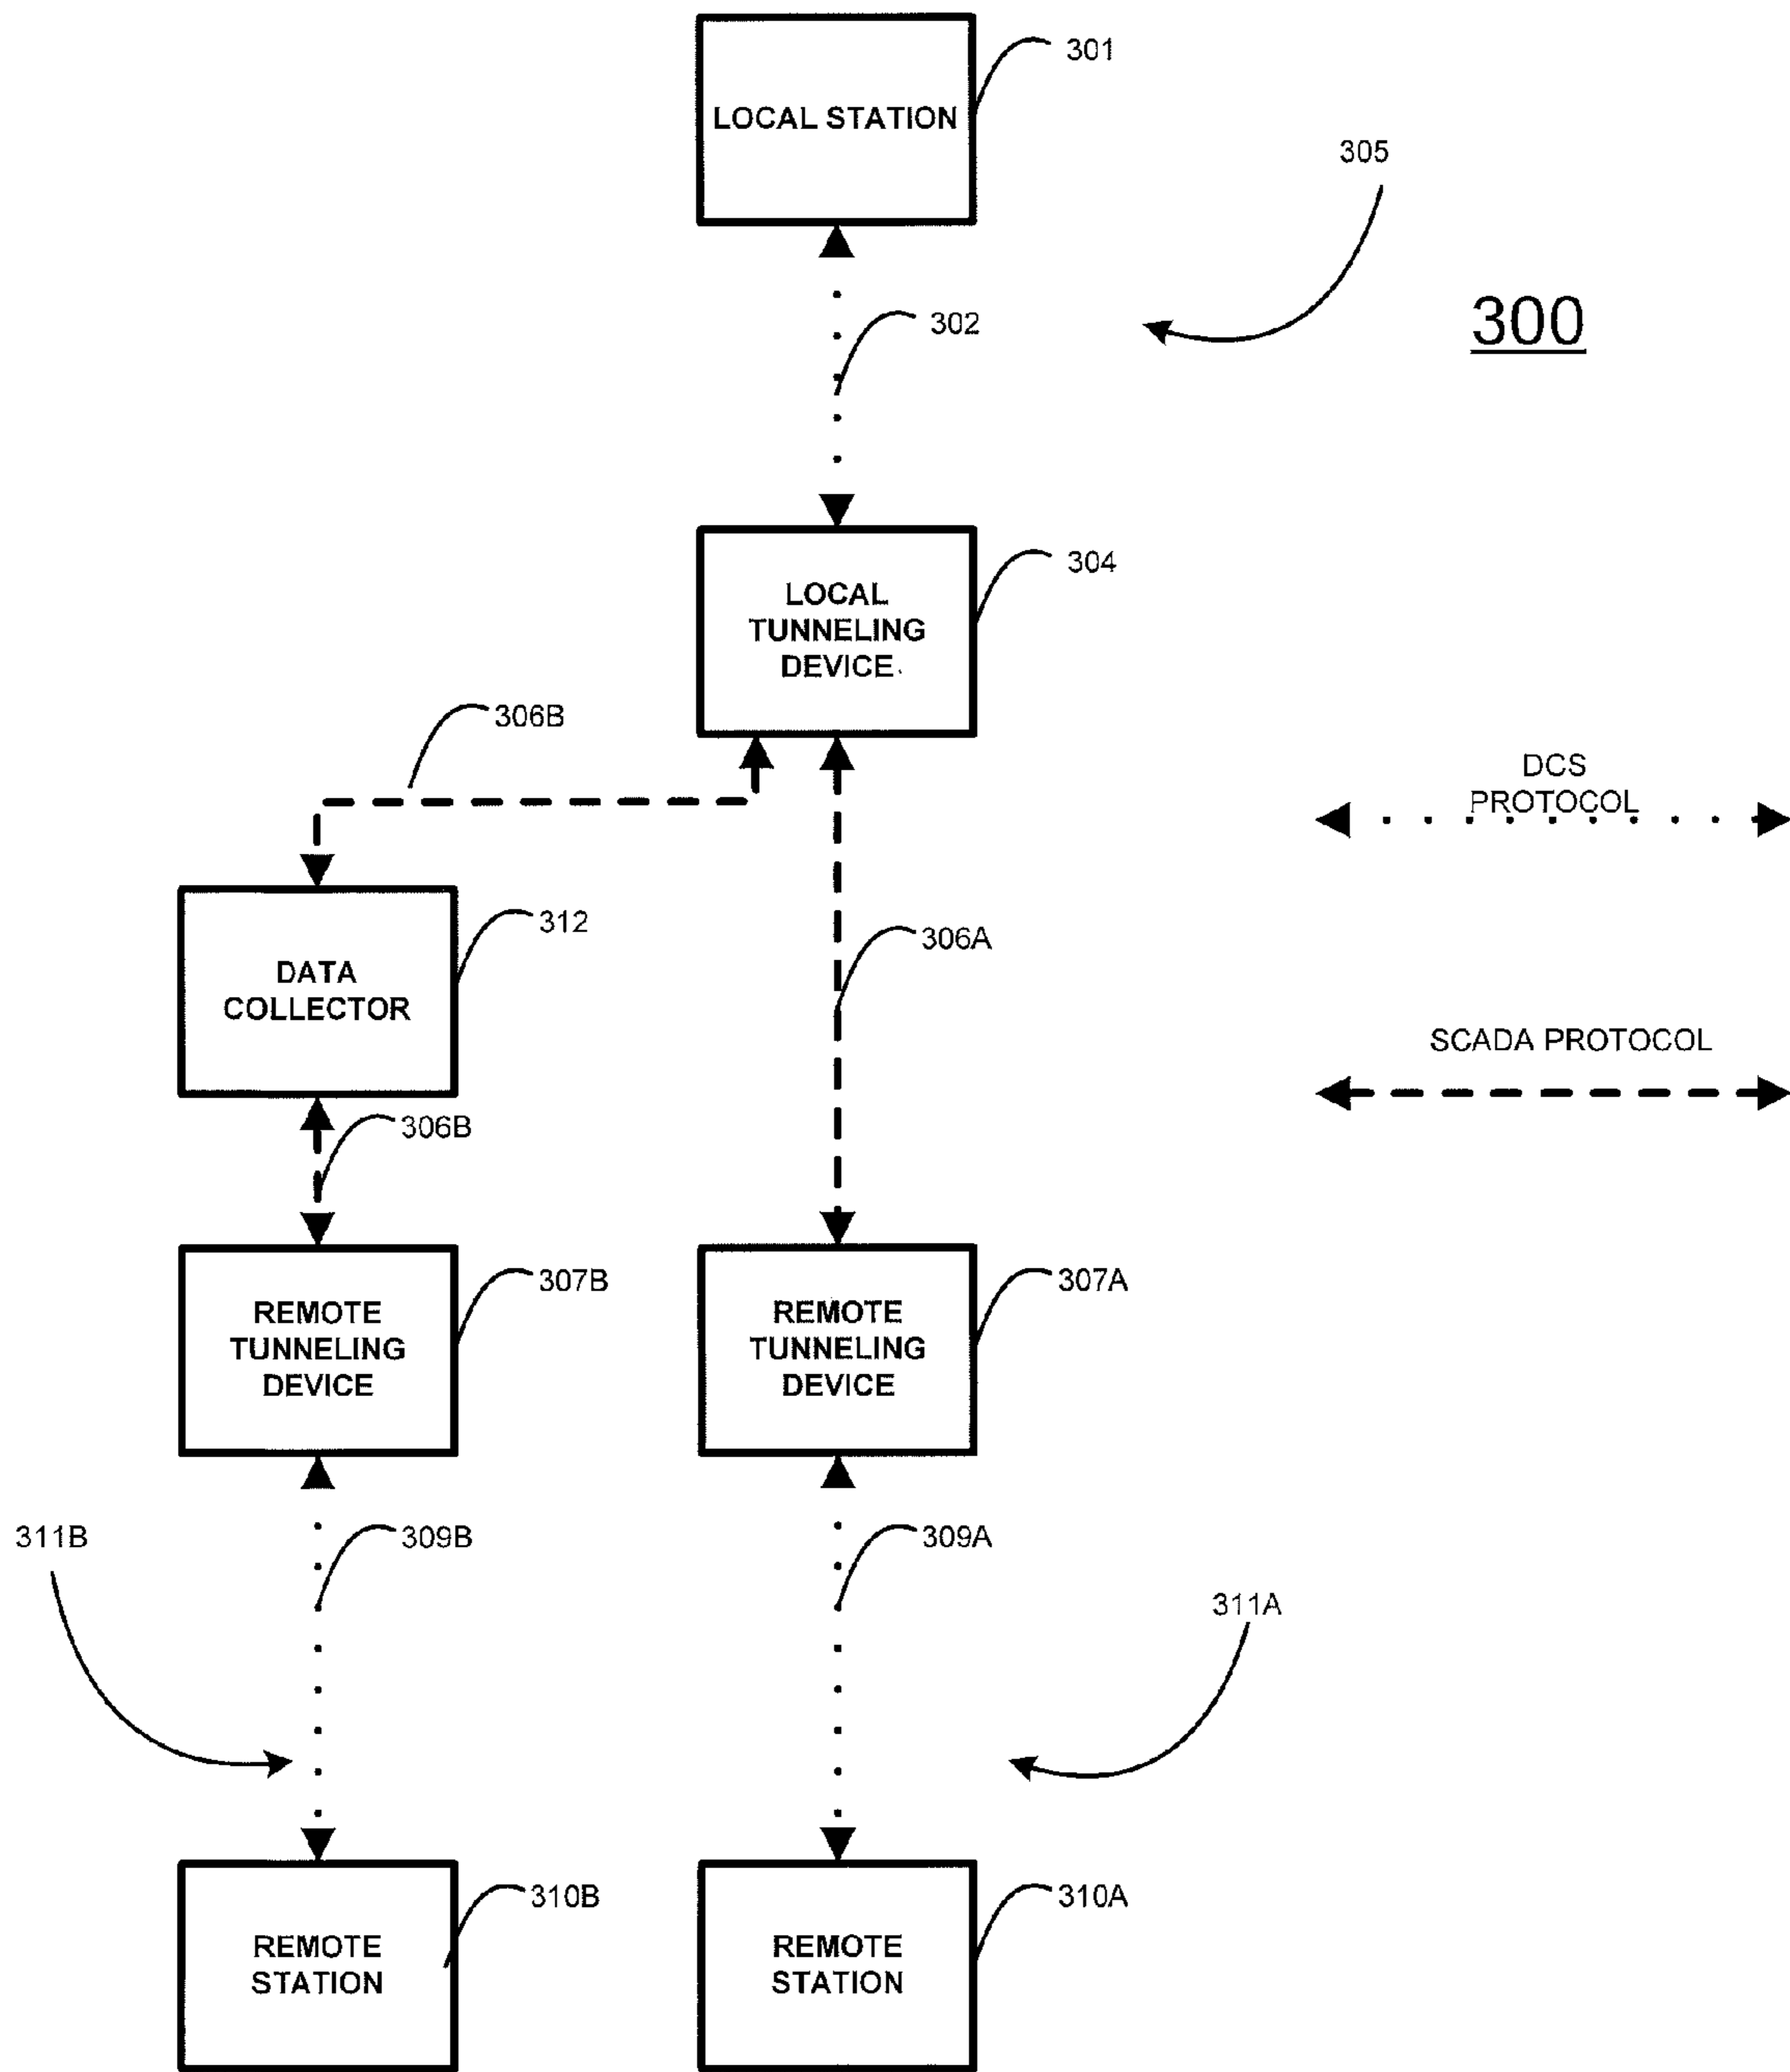 301
LOCAL STATION
305
302
300
304
LOCAL
TUNNELING
DEVICE
306B
DCS
PROTOCOL
312
306A
DATA
COLLECTOR
SCADA PROTOCOL
306B
307B
307A
REMOTE
TUNNELING
DEVICE
REMOTE
TUNNELING
DEVICE
311B
309B
309A
311A
310B
310A
REMOTE
STATION
REMOTE
STATION